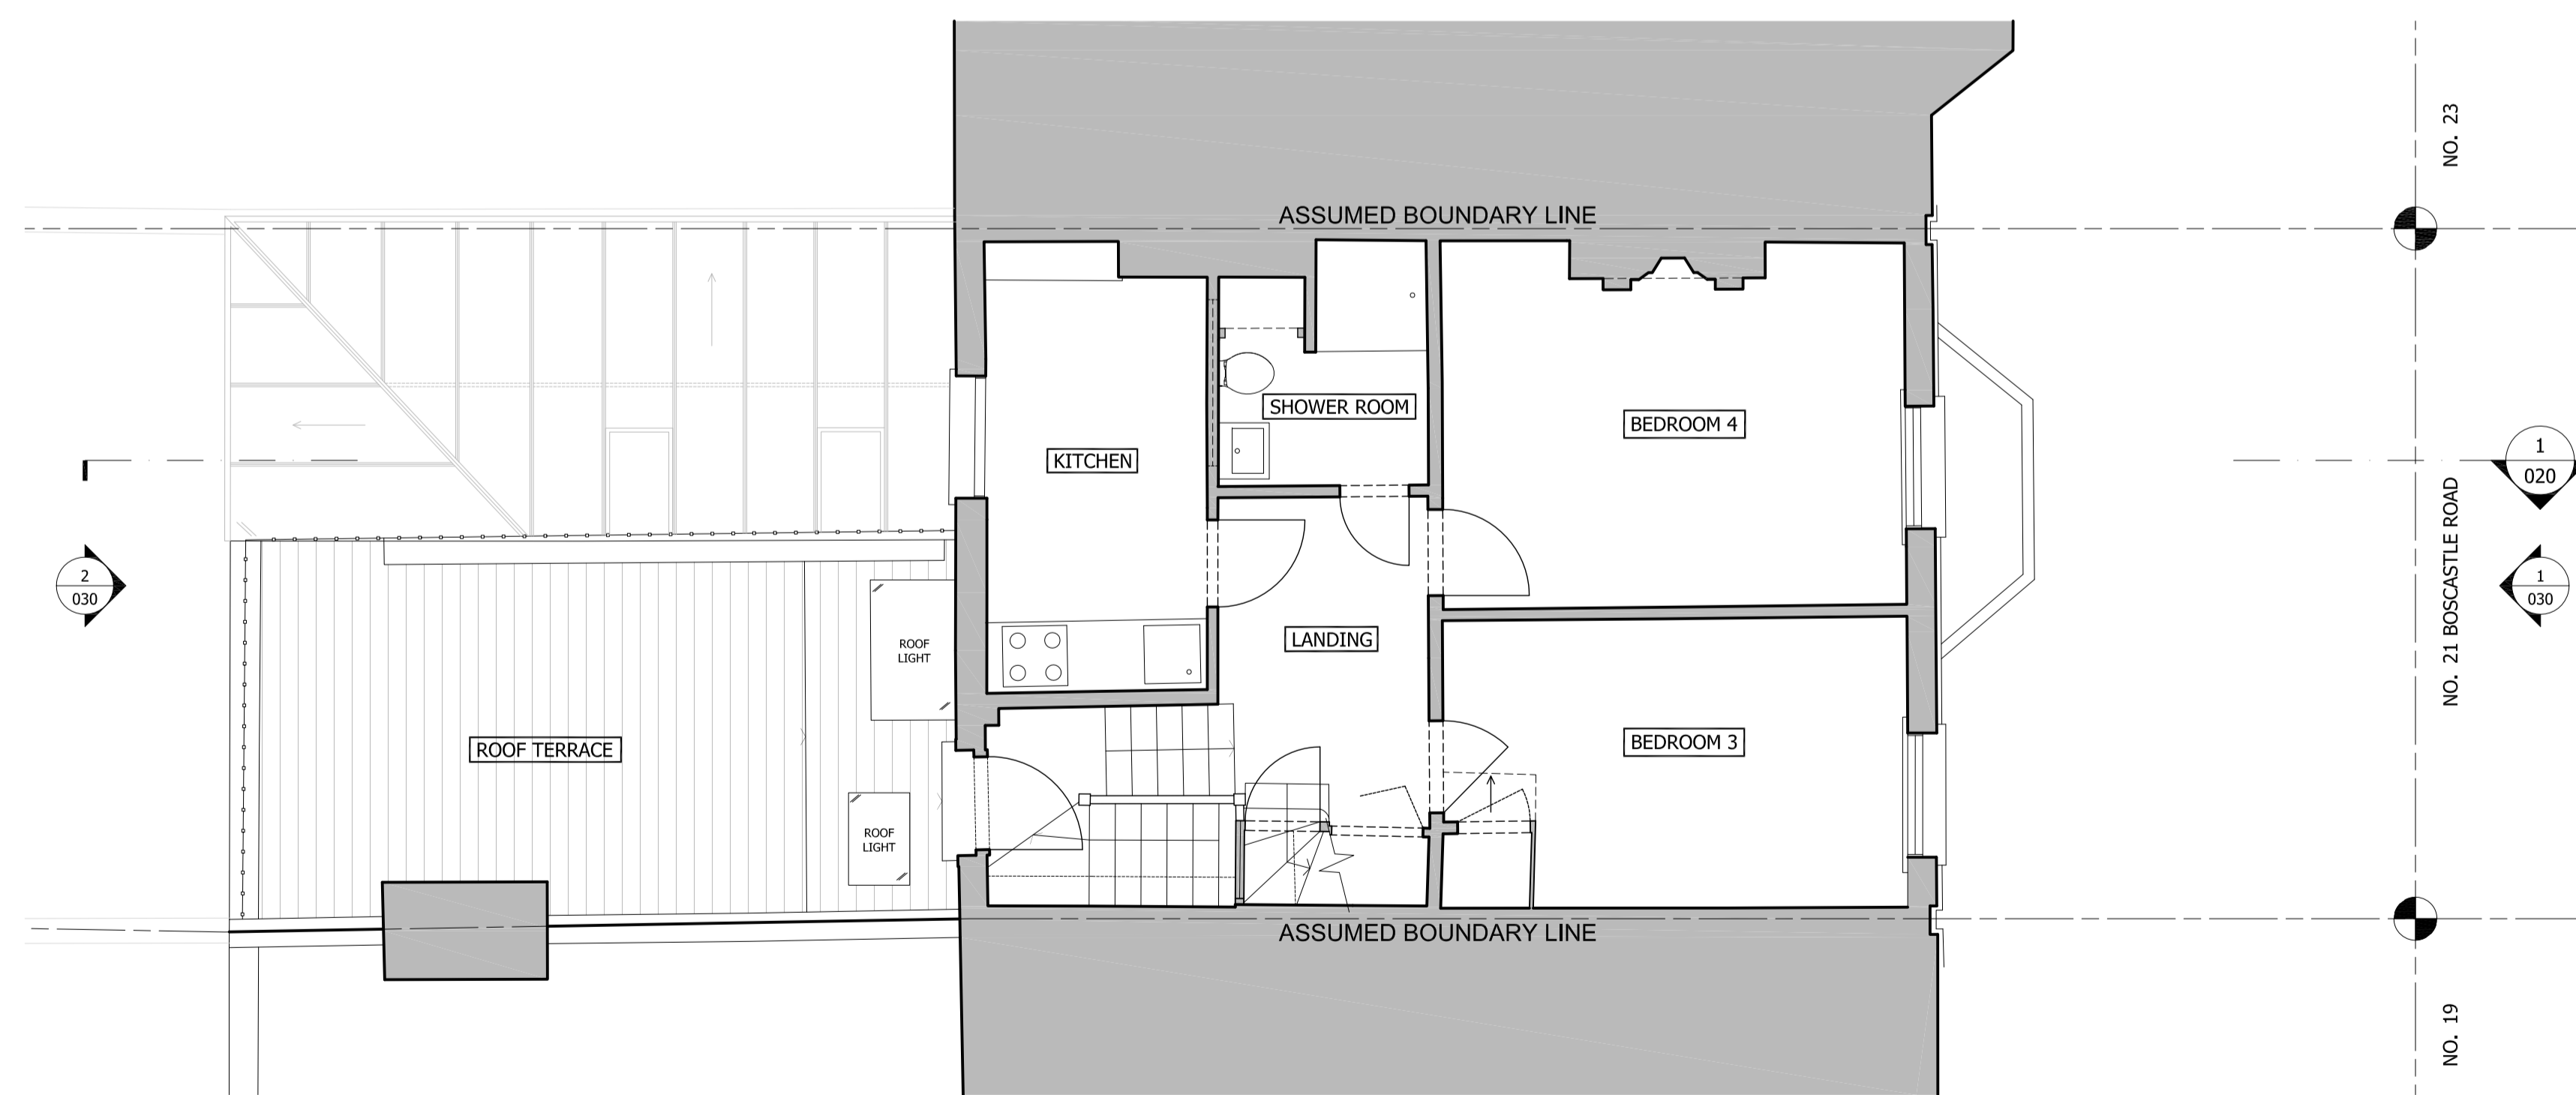 NO. 23
ASSUMED BOUNDARY LINE
SHOWER ROOM
BEDROOM 4
KITCHEN
1
020
2
030
NO. 21 BOSCASTLE ROAD
1
030
ROOF
LIGHT
LANDING
ROOF TERRACE
BEDROOM 3
ROOF
LIGHT
ASSUMED BOUNDARY LINE
NO. 19